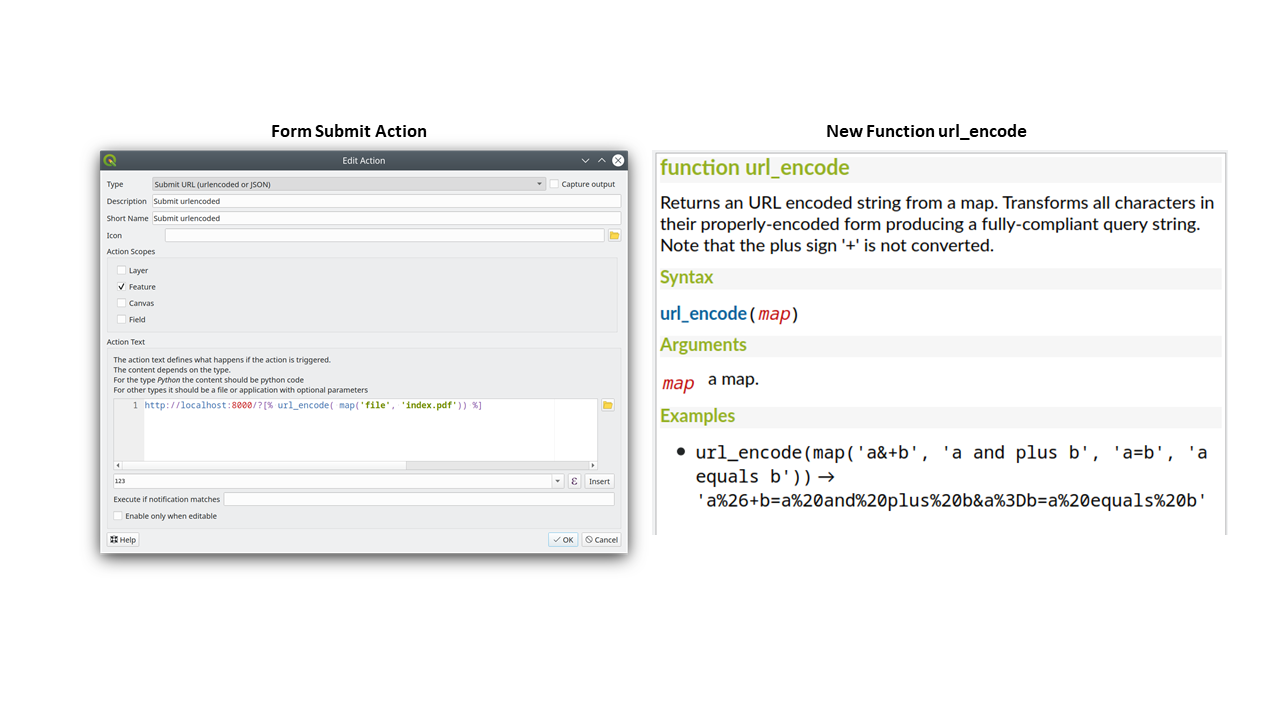 Form Submit Action
Edit Action
Type
Submit URL (urlencoded or JSON)
Capture output
Description
Submit urlencoded
Short Name
Submit urlencoded
Icon
Action Scopes
Layer
Feature
Canvas
Field
Action Text
The action text defines what happens if the action is triggered.
The content depends on the type.
For the type Python the content should be python code
For other types it should be a file or application with optional parameters
1 http://localhost:8000/?[% url_encode( map('file', 'index.pdf')) %]
123
ε
Insert
Execute if notification matches
Enable only when editable
Help
OK
Cancel
New Function url_encode
function url_encode
Returns an URL encoded string from a map. Transforms all characters in
their properly-encoded form producing a fully-compliant query string.
Note that the plus sign '+' is not converted.
Syntax
url_encode(map)
Arguments
map a map.
Examples
• url_encode(map('a&+b', 'a and plus b', 'a=b', 'a
equals b')) →
'a%26+b=a%20and%20plus%20b&a%3Db=a%20equals%20b'